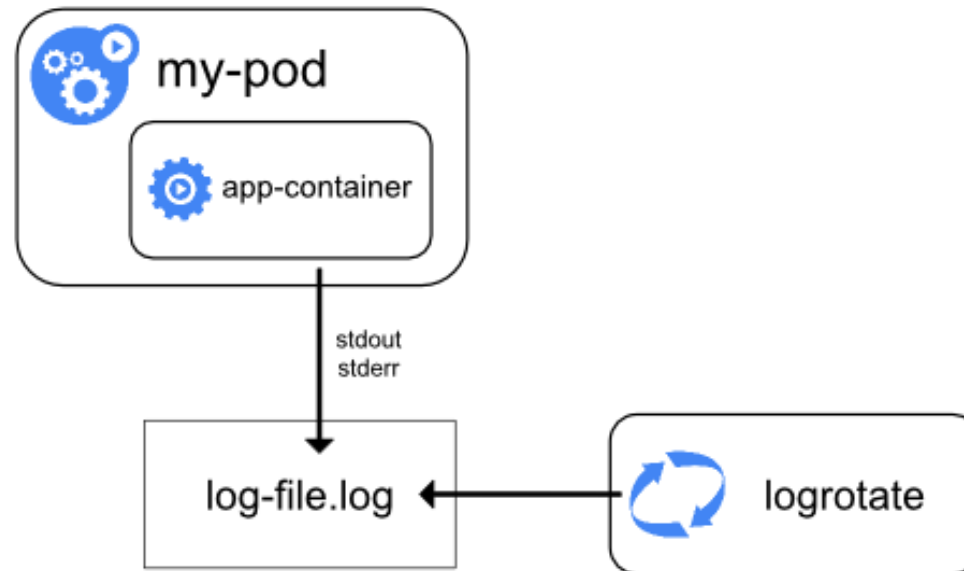 my-pod
app-container
stdout
stderr
log-file.log
logrotate